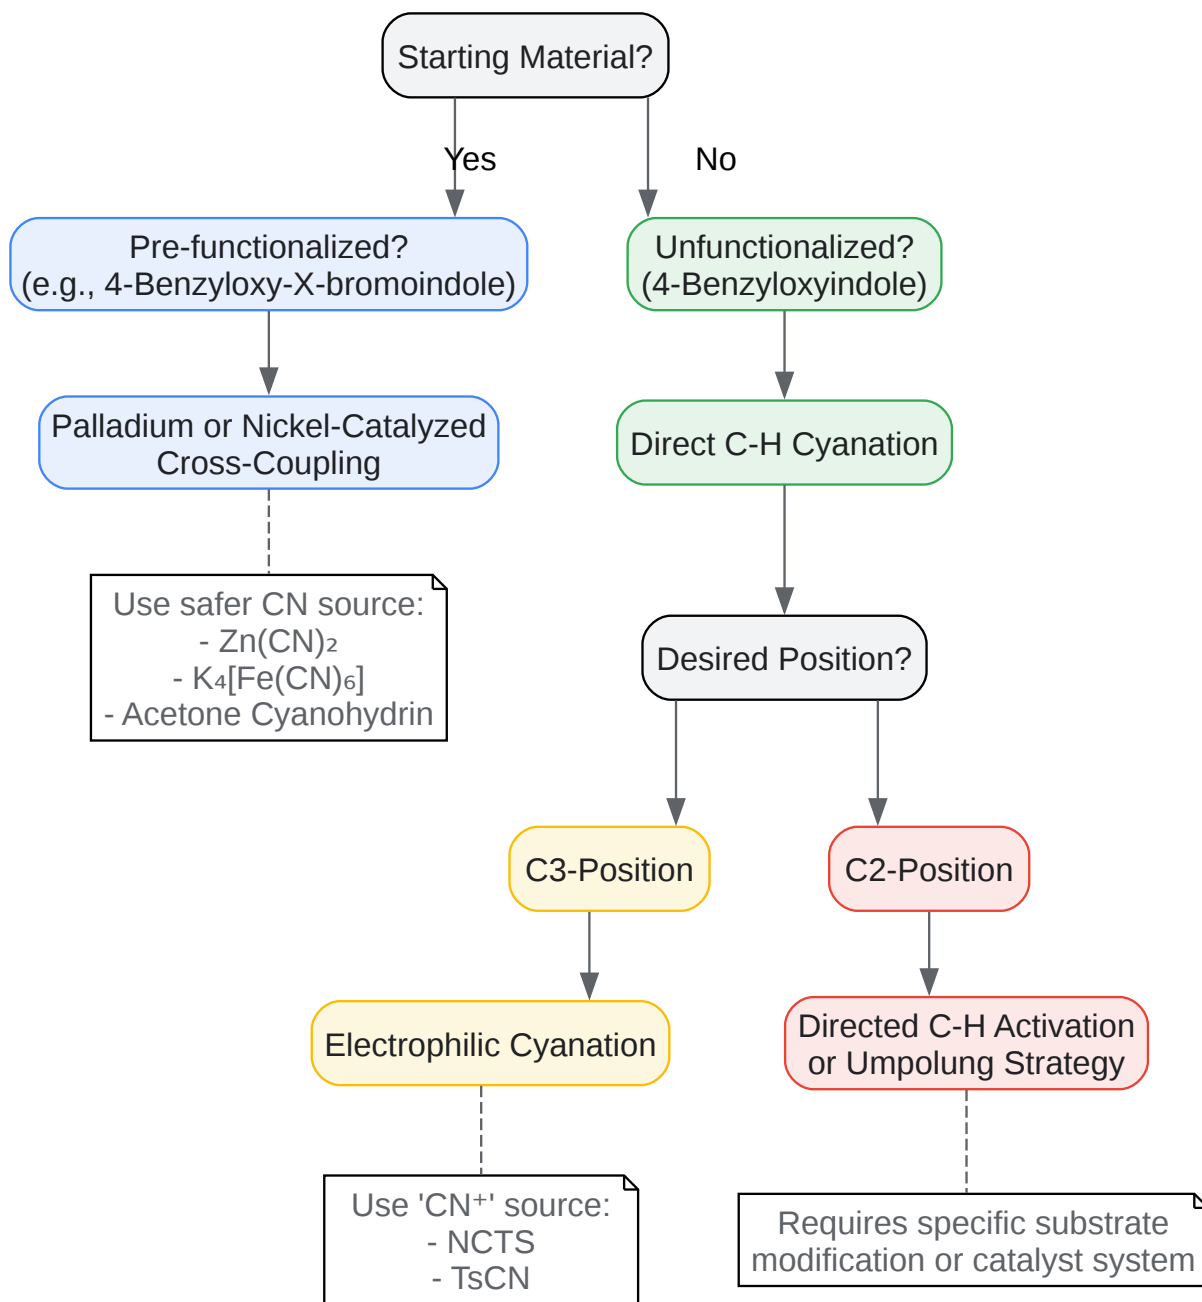 Starting Material?
Yes
No
Pre-functionalized?
(e.g., 4-Benzyloxy-X-bromoindole)
Unfunctionalized?
(4-Benzyloxyindole)
Palladium or Nickel-Catalyzed
Cross-Coupling
Direct C-H Cyanation
Use safer CN source:
- Zn(CN)₂
- K₄[Fe(CN)₆]
- Acetone Cyanohydrin
Desired Position?
C3-Position
C2-Position
Electrophilic Cyanation
Directed C-H Activation
or Umpolung Strategy
Use 'CN⁺' source:
- NCTS
- TsCN
Requires specific substrate
modification or catalyst system